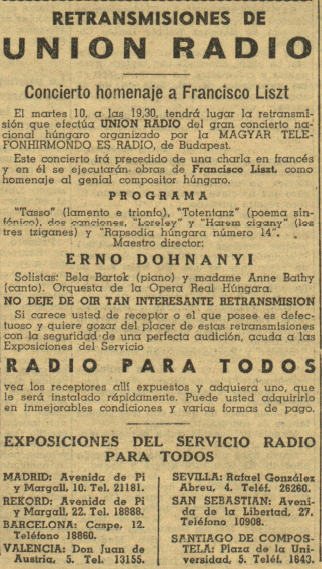 RETRANSMISIONES DE
UNION RADIO
Concierto homenaje a Francisco Liszt
El martes 10, a las 19,30, tendrá lugar la retransmi-
sión que efectúa UNION RADIO del gran concierto na-
cional húngaro organizado por la MAGYAR TELE-
FONHIRMONDO ES RADIO, de Budapest.
Este concierto irá precedido de una charla en francés
y en él se ejecutarán obras de Francisco Liszt, como
homenaje al genial compositor húngaro.
PROGRAMA
"Tasso" (lamento e trionfo), "Totentanz" (poema sin-
fónico), dos canciones, "Loreley" y "Harem cigany" (los
tres ziganes) y "Rapsodia húngara número 14".
Maestro director:
ERNO DOHNANYI
Solistas: Bela Bartok (piano) y madame Anne Bathy
(canto). Orquesta de la Opera Real Húngara.
NO DEJE DE OIR TAN INTERESANTE RETRANSMISION
Si carece usted de receptor o el que posee es defec-
tuoso y quiere gozar del placer de estas retransmisiones
con la seguridad de una perfecta audición, acuda a las
Exposiciones del Servicio
RADIO PARA TODOS
vea los receptores allí expuestos y adquiera uno, que
le será instalado rápidamente. Puede usted adquirirlo
en inmejorables condiciones y varias formas de pago.
EXPOSICIONES DEL SERVICIO RADIO
PARA TODOS
MADRID: Avenida de Pi
y Margall, 10. Tel. 21181.
REKORD: Avenida de Pi
y Margall, 22. Tel. 18888.
BARCELONA: Caspe, 12.
Teléfono 18860.
VALENCIA: Don Juan de
Austria, 5. Tel. 13155.
SEVILLA: Rafael González
Abreu, 4. Teléf. 26260.
SAN SEBASTIAN: Aveni-
da de la Libertad, 27.
Teléfono 10908.
SANTIAGO DE COMPOS-
TELA: Plaza de la Uni-
versidad, 5. Teléf. 1843.